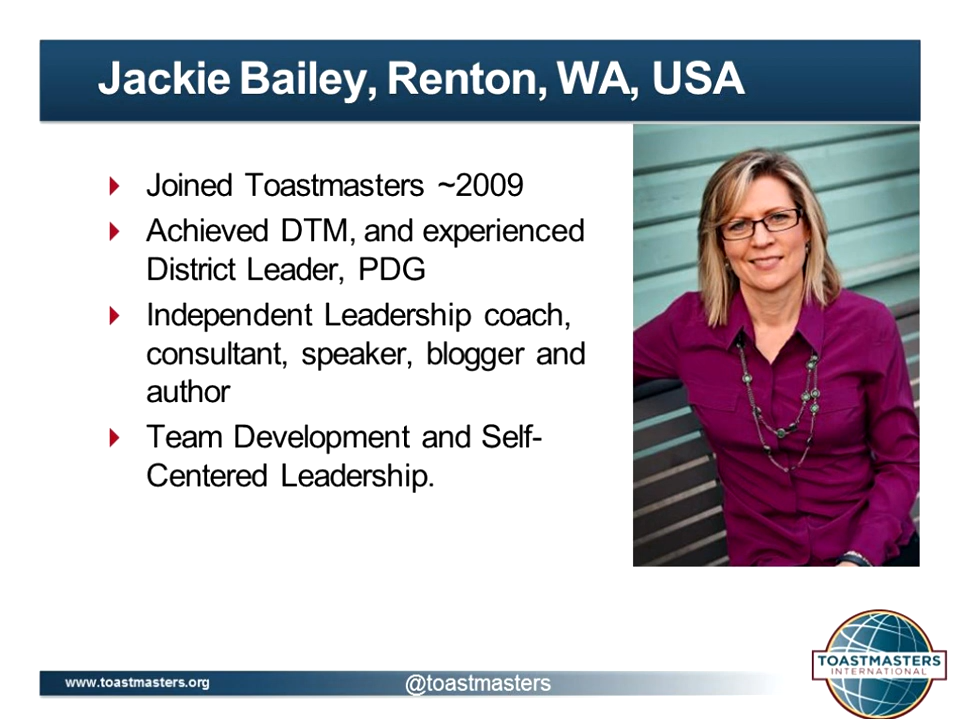 Jackie Bailey, Renton, WA, USA
Joined Toastmasters ~2009
Achieved DTM, and experienced
District Leader, PDG
Independent Leadership coach,
consultant, speaker, blogger and
author
Team Development and Self-
Centered Leadership.
www.toastmasters.org
@toastmasters
TOASTMASTERS
INTERNATIONAL